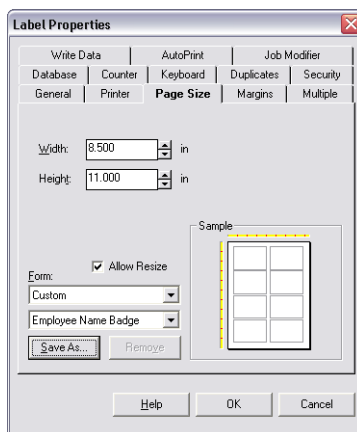 Label Properties
Write Data AutoPrint Job Modifier
Database Counter Keyboard Duplicates Security
General Printer Page Size Margins Multiple
Width: 8.500 in
Height: 11.000 in
Sample
Allow Resize
Form:
Custom
Employee Name Badge
Save As... Remove
Help OK Cancel